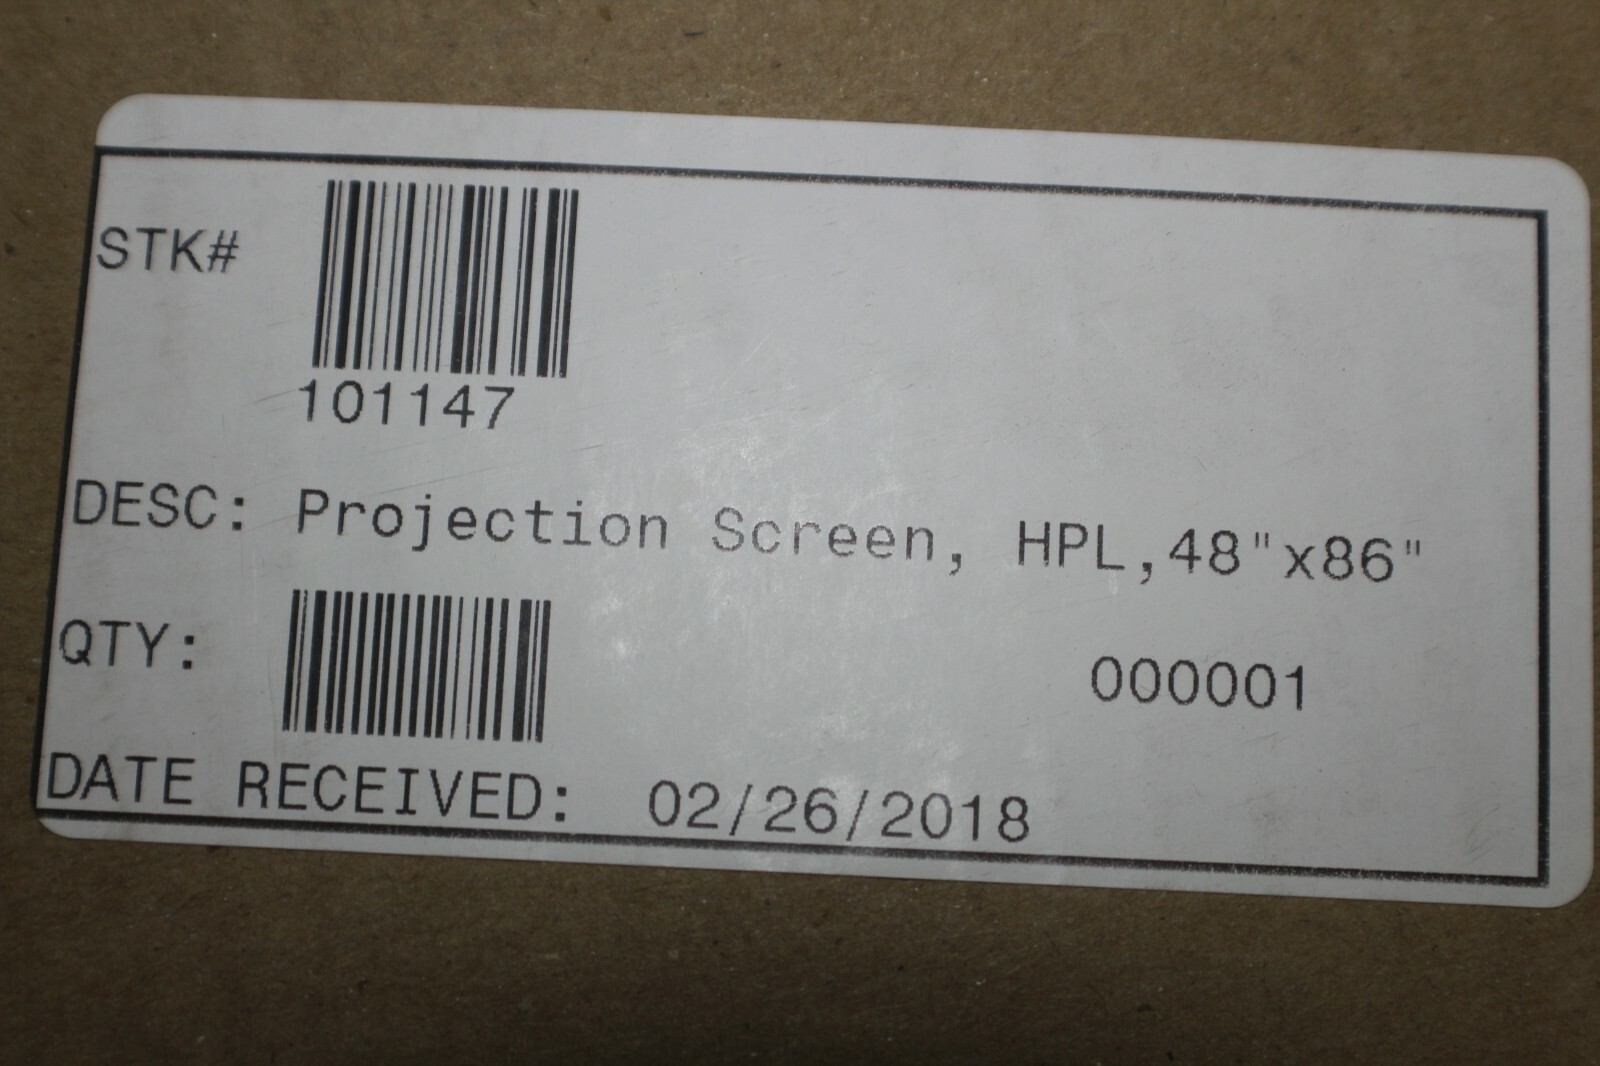 STK#
101147
DESC: Projection Screen, HPL,48"x86"
QTY: 000001
DATE RECEIVED: 02/26/2018